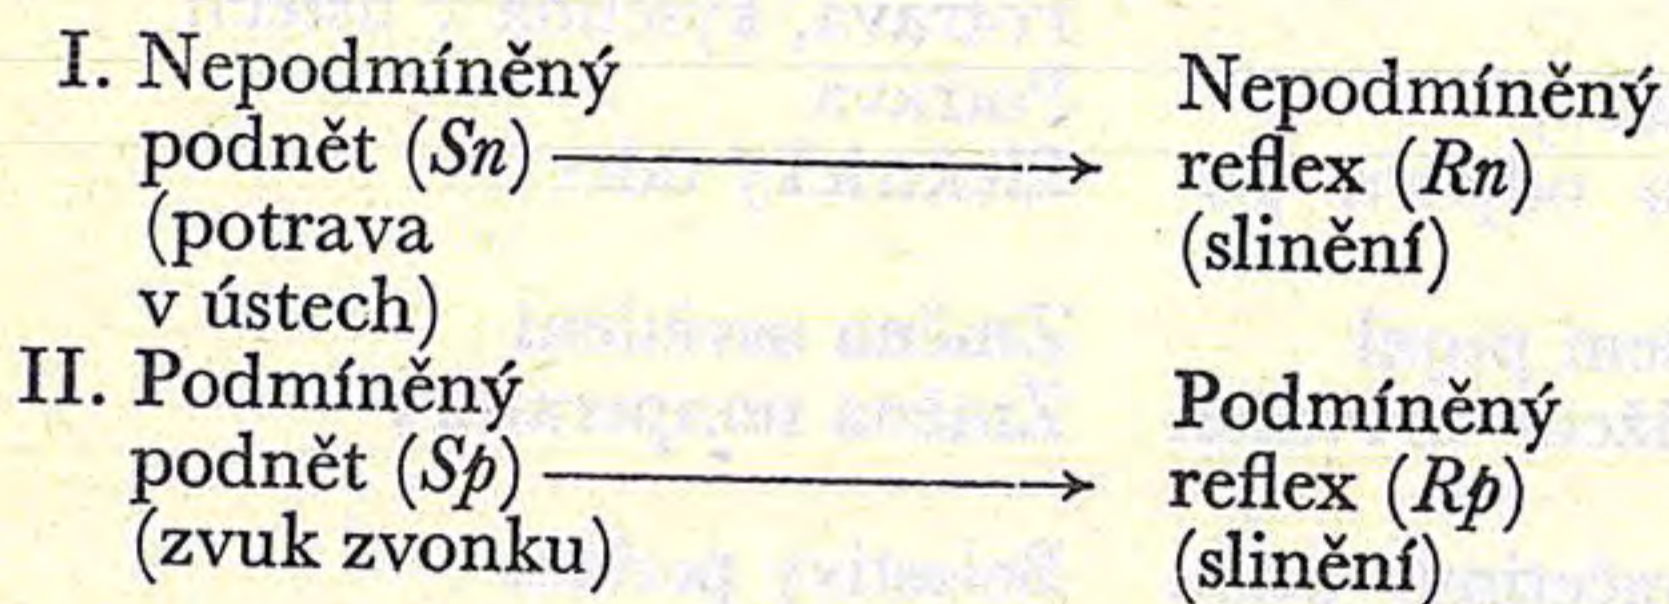 I. Nepodmíněný
podnět (Sn)
(potrava
v ústech)
Nepodmíněný
reflex (Rn)
(slinění)
II. Podmíněný
podnět (Sp)
(zvuk zvonku)
Podmíněný
reflex (Rp)
(slinění)